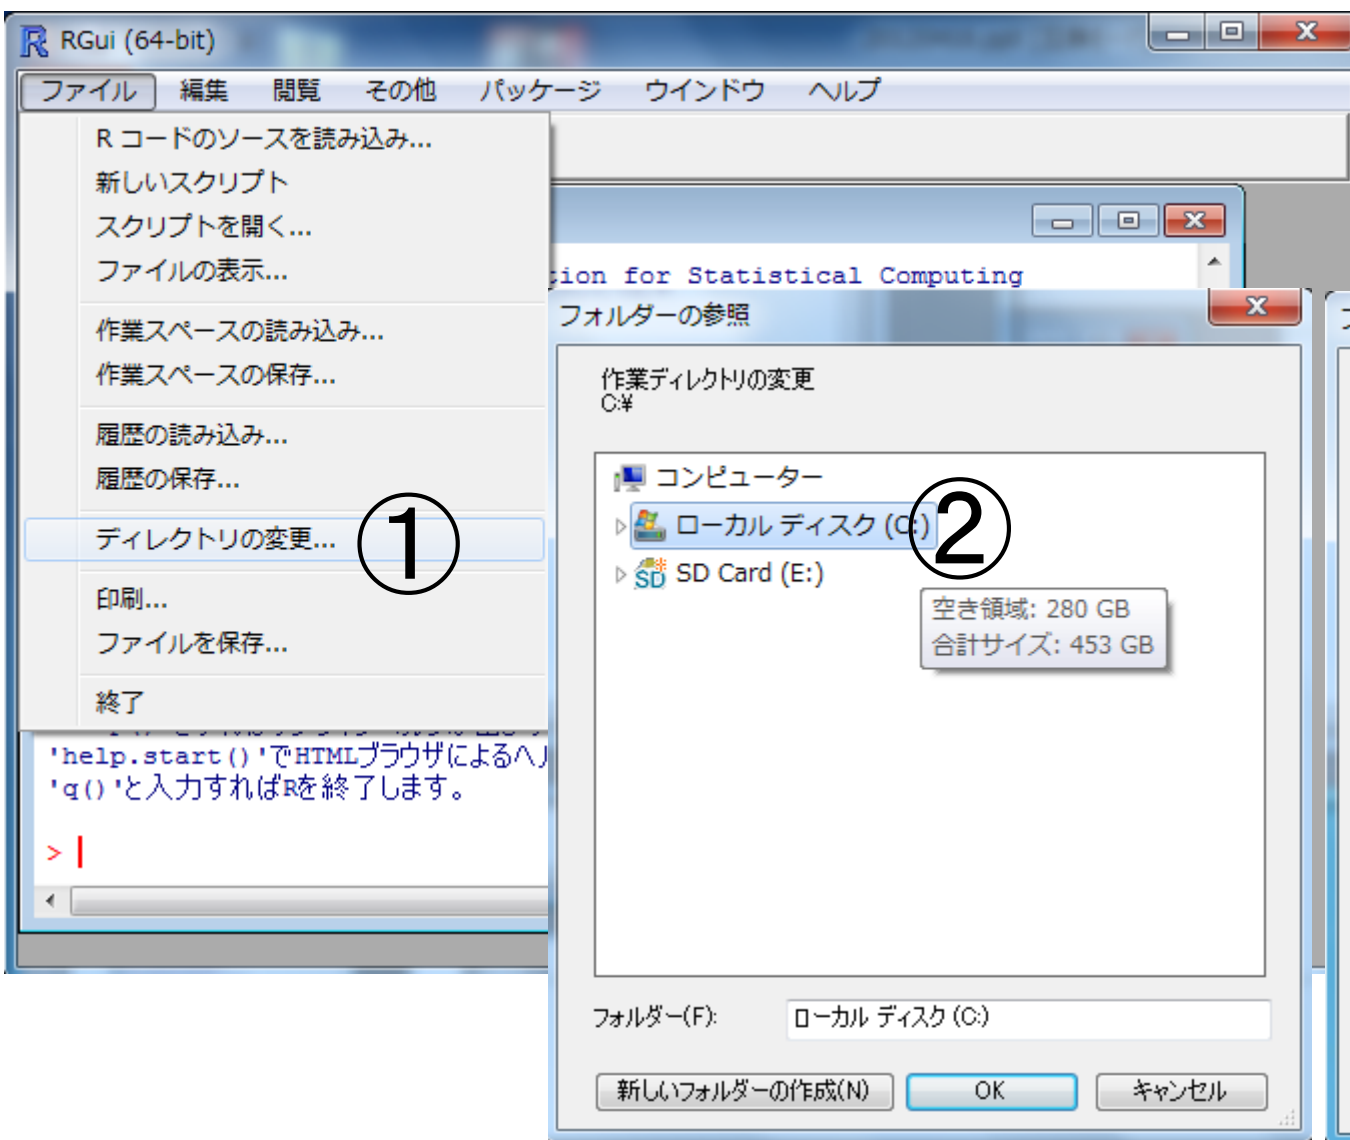 RGui (64-bit)
ファイル 編集 閲覧 その他 パッケージ ウインドウ ヘルプ
R コードのソースを読み込み...
新しいスクリプト
スクリプトを開く...
ファイルの表示...
作業スペースの読み込み...
作業スペースの保存...
履歴の読み込み...
履歴の保存...
ディレクトリの変更...
①
印刷...
ファイルを保存...
終了
for Statistical Computing
'help.start()'でHTMLブラウザによるヘル
'q()'と入力すればRを終了します。
>
フォルダーの参照
作業ディレクトリの変更
C:¥
コンピューター
ローカル ディスク (C:)
②
SD Card (E:)
空き領域: 280 GB
合計サイズ: 453 GB
フォルダー(F): ローカル ディスク (C:)
新しいフォルダーの作成(N) OK キャンセル